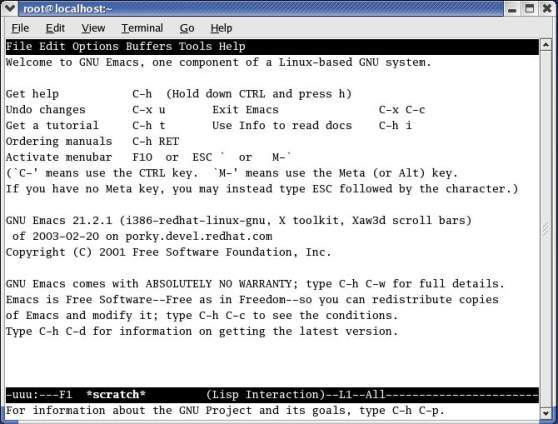 root@localhost:~
File Edit View Terminal Go Help
File Edit Options Buffers Tools Help
Welcome to GNU Emacs, one component of a Linux-based GNU system.
Get help C-h (Hold down CTRL and press h)
Undo changes C-x u Exit Emacs C-x C-c
Get a tutorial C-h t Use Info to read docs C-h i
Ordering manuals C-h RET
Activate menubar F10 or ESC ` or M-`
(`C-' means use the CTRL key. `M-' means use the Meta (or Alt) key.
If you have no Meta key, you may instead type ESC followed by the character.)
GNU Emacs 21.2.1 (i386-redhat-linux-gnu, X toolkit, Xaw3d scroll bars)
of 2003-02-20 on porky.devel.redhat.com
Copyright (C) 2001 Free Software Foundation, Inc.
GNU Emacs comes with ABSOLUTELY NO WARRANTY; type C-h C-w for full details.
Emacs is Free Software--Free as in Freedom--so you can redistribute copies
of Emacs and modify it; type C-h C-c to see the conditions.
Type C-h C-d for information on getting the latest version.
-uuu:---F1 *scratch* (Lisp Interaction)--L1--All-----------------------
For information about the GNU Project and its goals, type C-h C-p.